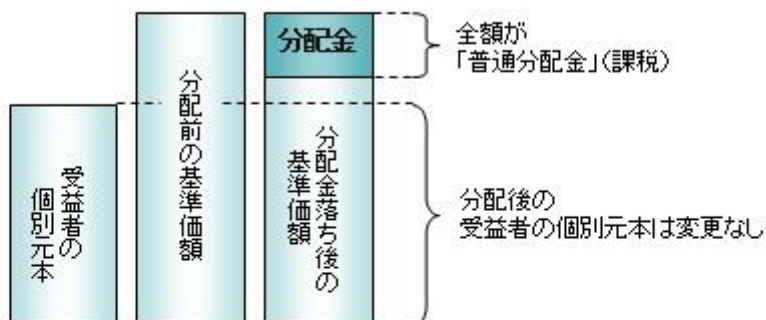 受益者の
個別元本
分配前の基準価額
分配金
分配金落ち後の
基準価額
全額が
「普通分配金」(課税)
分配後の
受益者の個別元本は変更なし